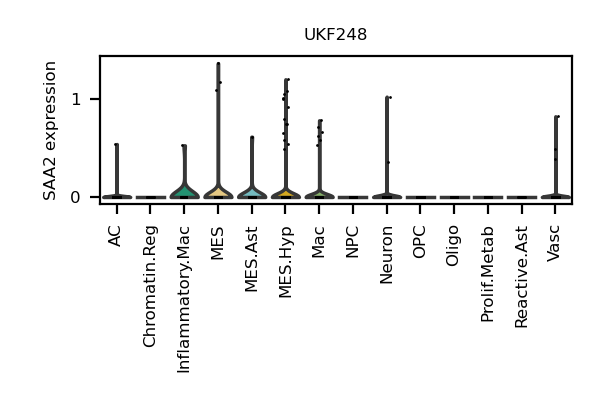 UKF248
SAA2 expression
1
0
AC
Chromatin.Reg
Inflammatory.Mac
MES
MES.Ast
MES.Hyp
Mac
NPC
Neuron
OPC
Oligo
Prolif.Metab
Reactive.Ast
Vasc